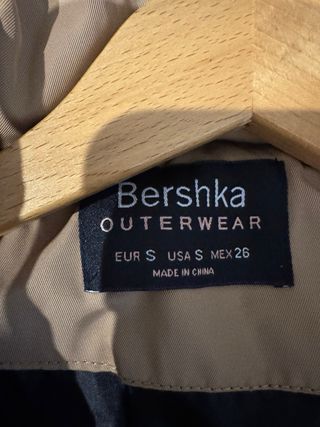 Bershka
OUTERWEAR
EUR S USA S MEX 26
MADE IN CHINA